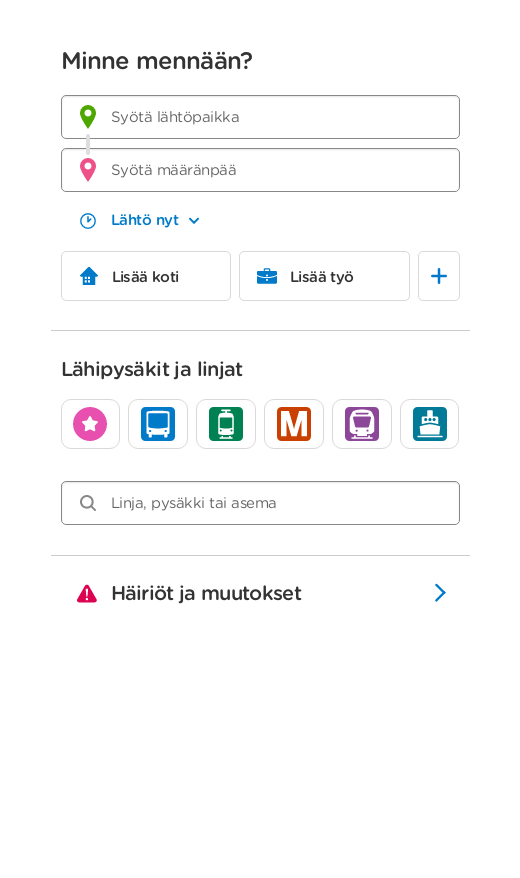 Minne mennään?
Syötä lähtöpaikka
Syötä määränpää
Lähtö nyt
Lisää koti
Lisää työ
Lähipysäkit ja linjat
M
Linja, pysäkki tai asema
Häiriöt ja muutokset